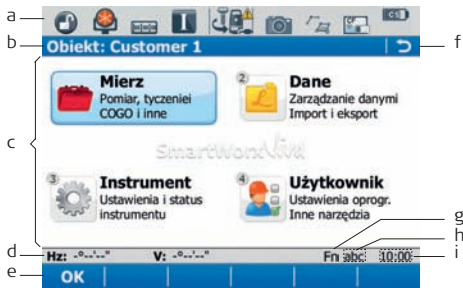 a
b
c
d
e
f
g
h
i
Obiekt: Customer 1
Mierz
Pomiar, tyczeniei
COGO i inne
2
Dane
Zarządzanie danymi
Import i eksport
SmartWorx Viva
3
Instrument
Ustawienia i status
instrumentu
4
Użytkownik
Ustawienia oprogr.
Inne narzędzia
Hz: -°--'--" V: -°--'--" Fn abc 10:00
OK